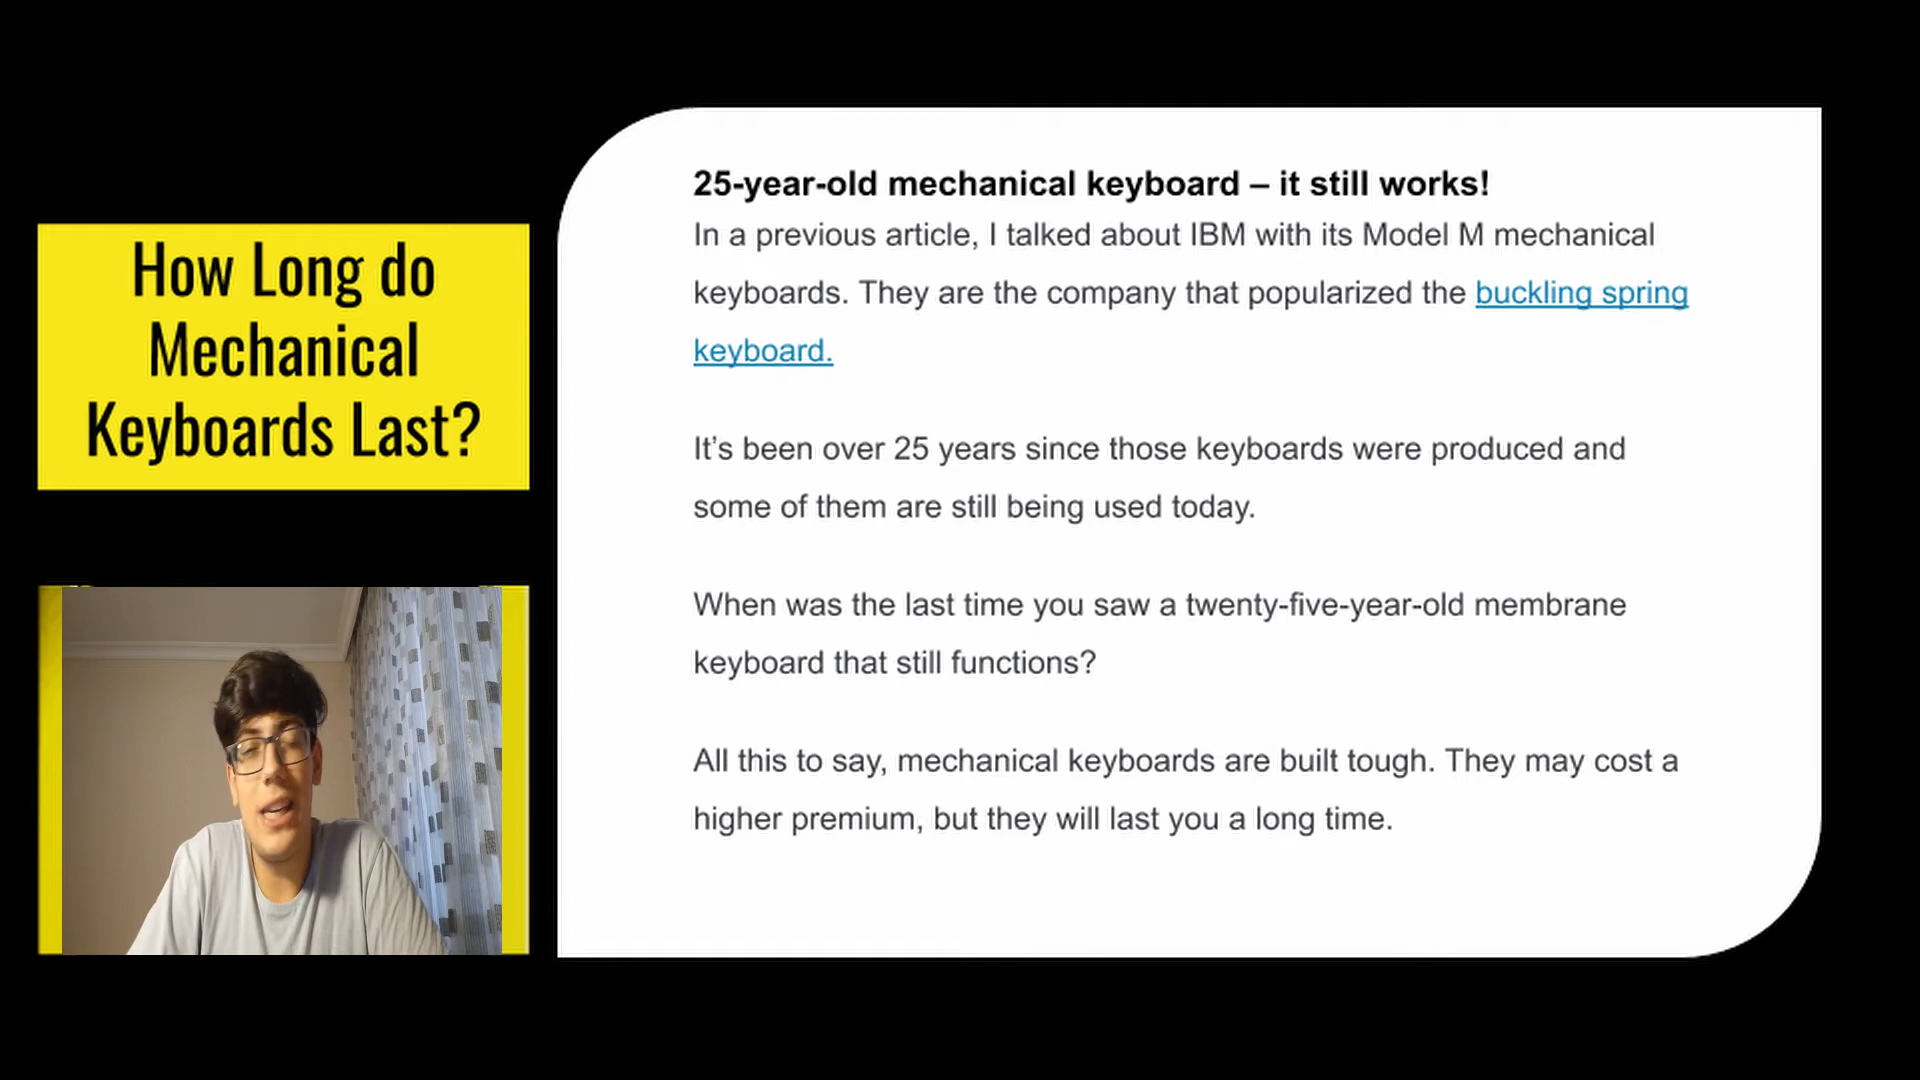 How Long do
Mechanical
Keyboards Last?
25-year-old mechanical keyboard – it still works!
In a previous article, I talked about IBM with its Model M mechanical
keyboards. They are the company that popularized the buckling spring
keyboard.
It’s been over 25 years since those keyboards were produced and
some of them are still being used today.
When was the last time you saw a twenty-five-year-old membrane
keyboard that still functions?
All this to say, mechanical keyboards are built tough. They may cost a
higher premium, but they will last you a long time.